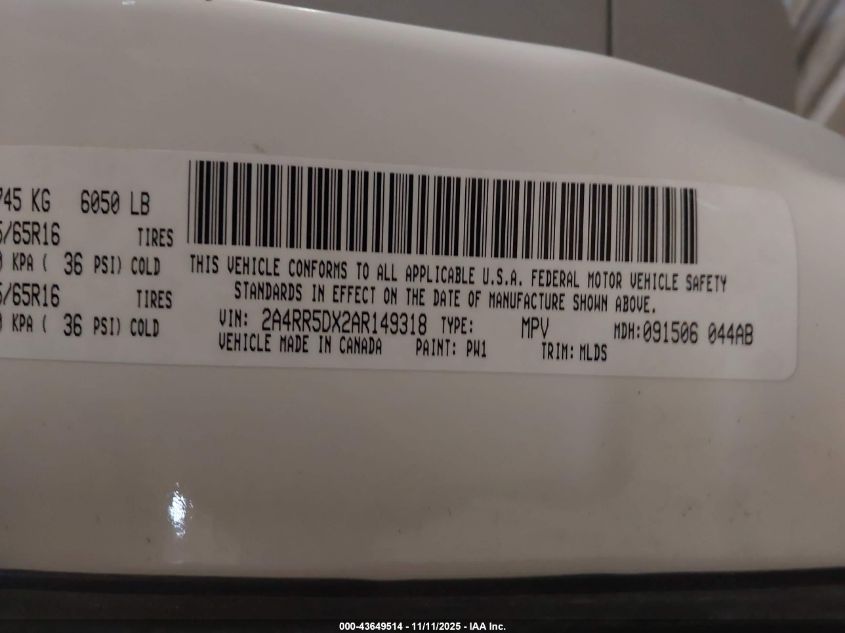 745 KG 6050 LB
/65R16 TIRES
KPA ( 36 PSI) COLD
/65R16 TIRES
KPA ( 36 PSI) COLD
THIS VEHICLE CONFORMS TO ALL APPLICABLE U.S.A. FEDERAL MOTOR VEHICLE SAFETY
STANDARDS IN EFFECT ON THE DATE OF MANUFACTURE SHOWN ABOVE.
VIN: 2A4RR5DX2AR149318 TYPE: MPV MDH:091506 044AB
VEHICLE MADE IN CANADA PAINT: PW1 TRIM: MLDS
000-43649514 - 11/11/2025 - IAA Inc.